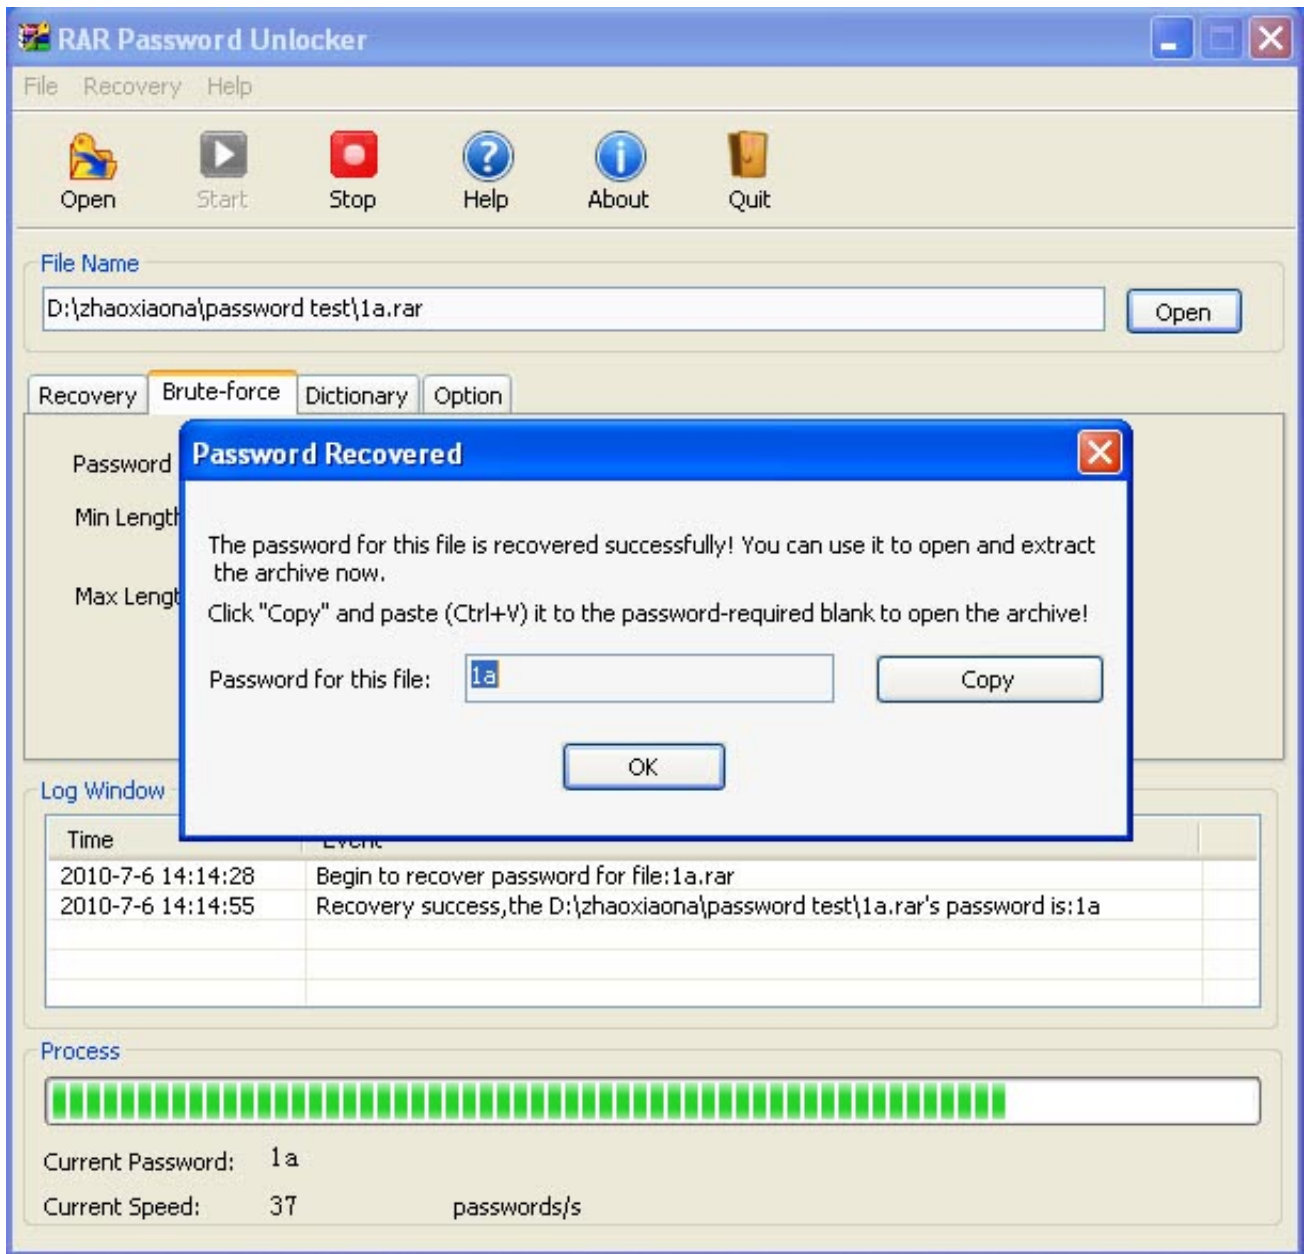 RAR Password Unlocker
File Recovery Help
Open Start Stop Help About Quit
File Name
D:\zhaoxiaona\password test\1a.rar
Open
Recovery Brute-force Dictionary Option
Password
Min Length
Max Lengt
Password Recovered
The password for this file is recovered successfully! You can use it to open and extract
the archive now.
Click "Copy" and paste (Ctrl+V) it to the password-required blank to open the archive!
Password for this file: 1a Copy
OK
Log Window
Time Event
2010-7-6 14:14:28 Begin to recover password for file:1a.rar
2010-7-6 14:14:55 Recovery success,the D:\zhaoxiaona\password test\1a.rar's password is:1a
Process
Current Password: 1a
Current Speed: 37 passwords/s